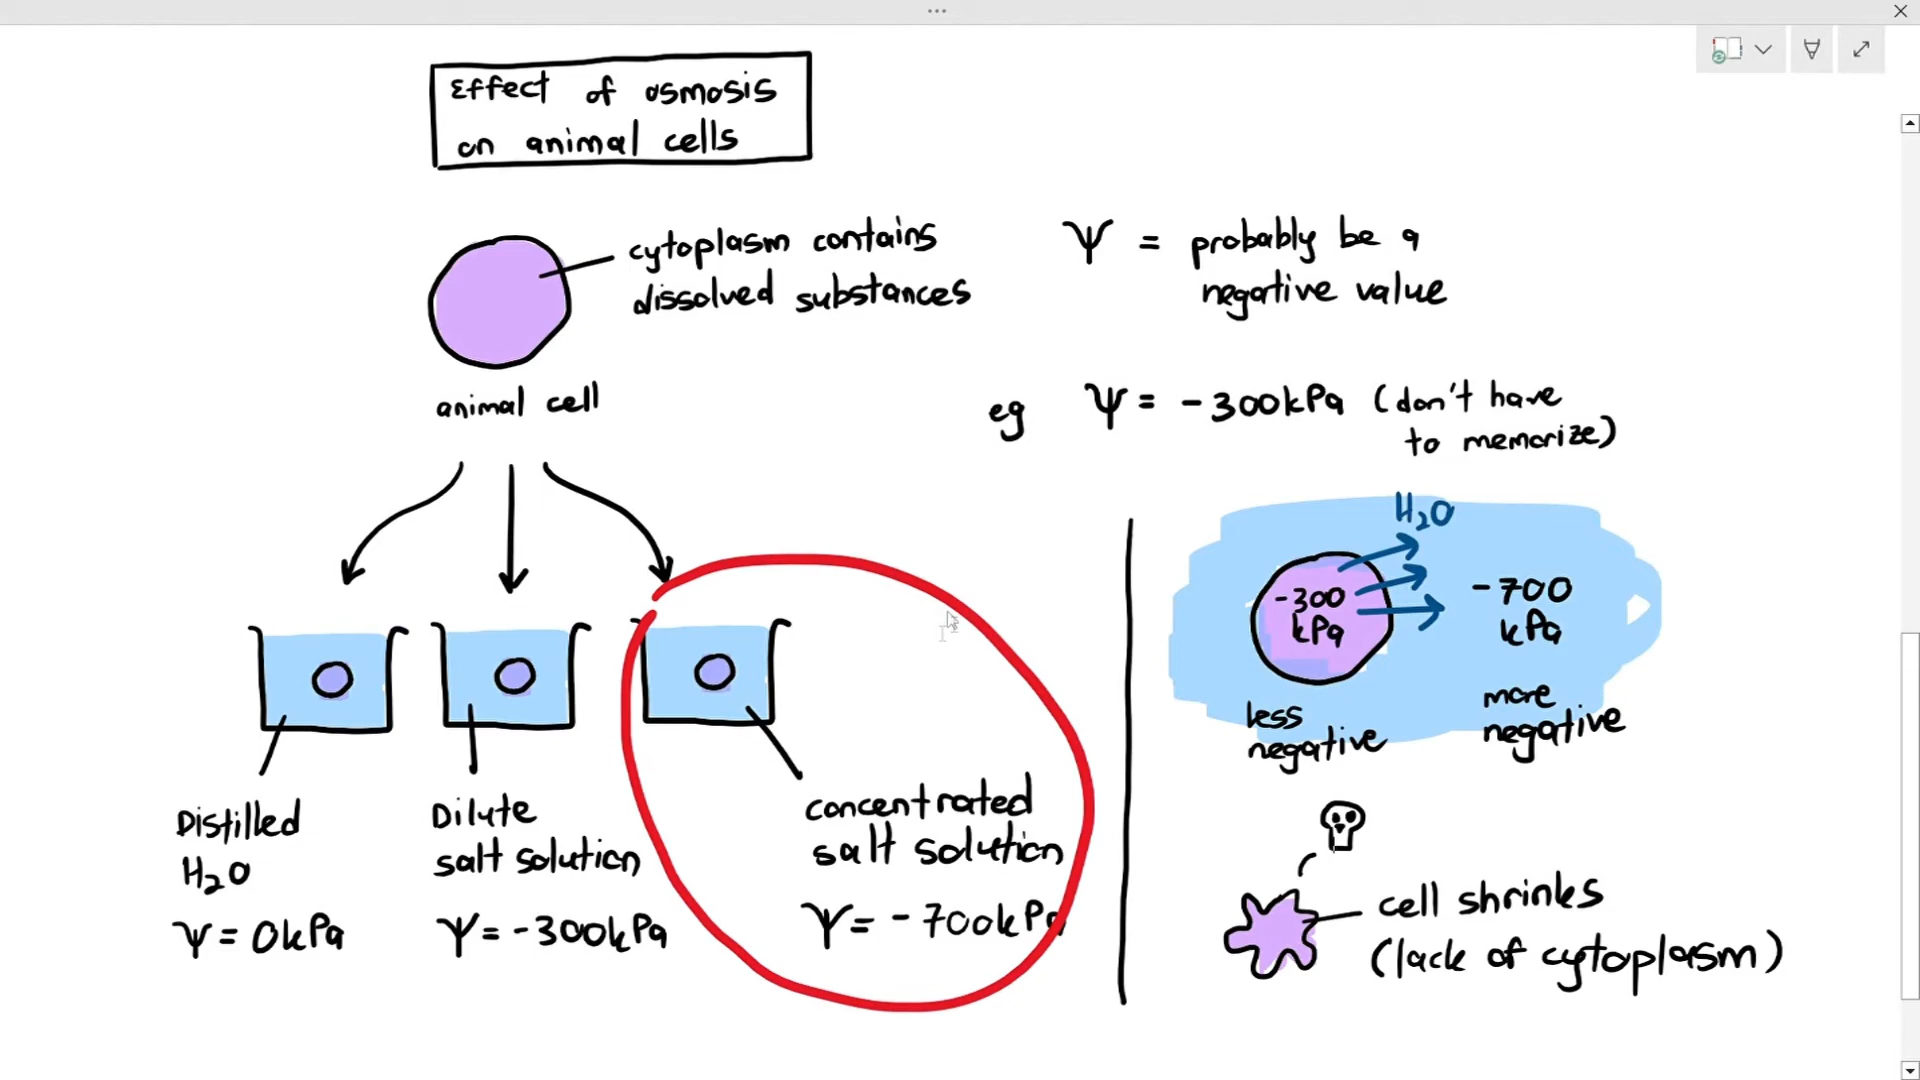 Effect of osmosis
on animal cells
cytoplasm contains
dissolved substances
animal cell
Ψ = probably be a
negative value
eg Ψ = -300kPa (don't have
to memorize)
Distilled
H₂O
Ψ = 0kPa
Dilute
salt solution
Ψ = -300kPa
concentrated
salt solution
Ψ = -700kPa
H₂O
-300
kPa
-700
kPa
less
negative
more
negative
cell shrinks
(lack of cytoplasm)